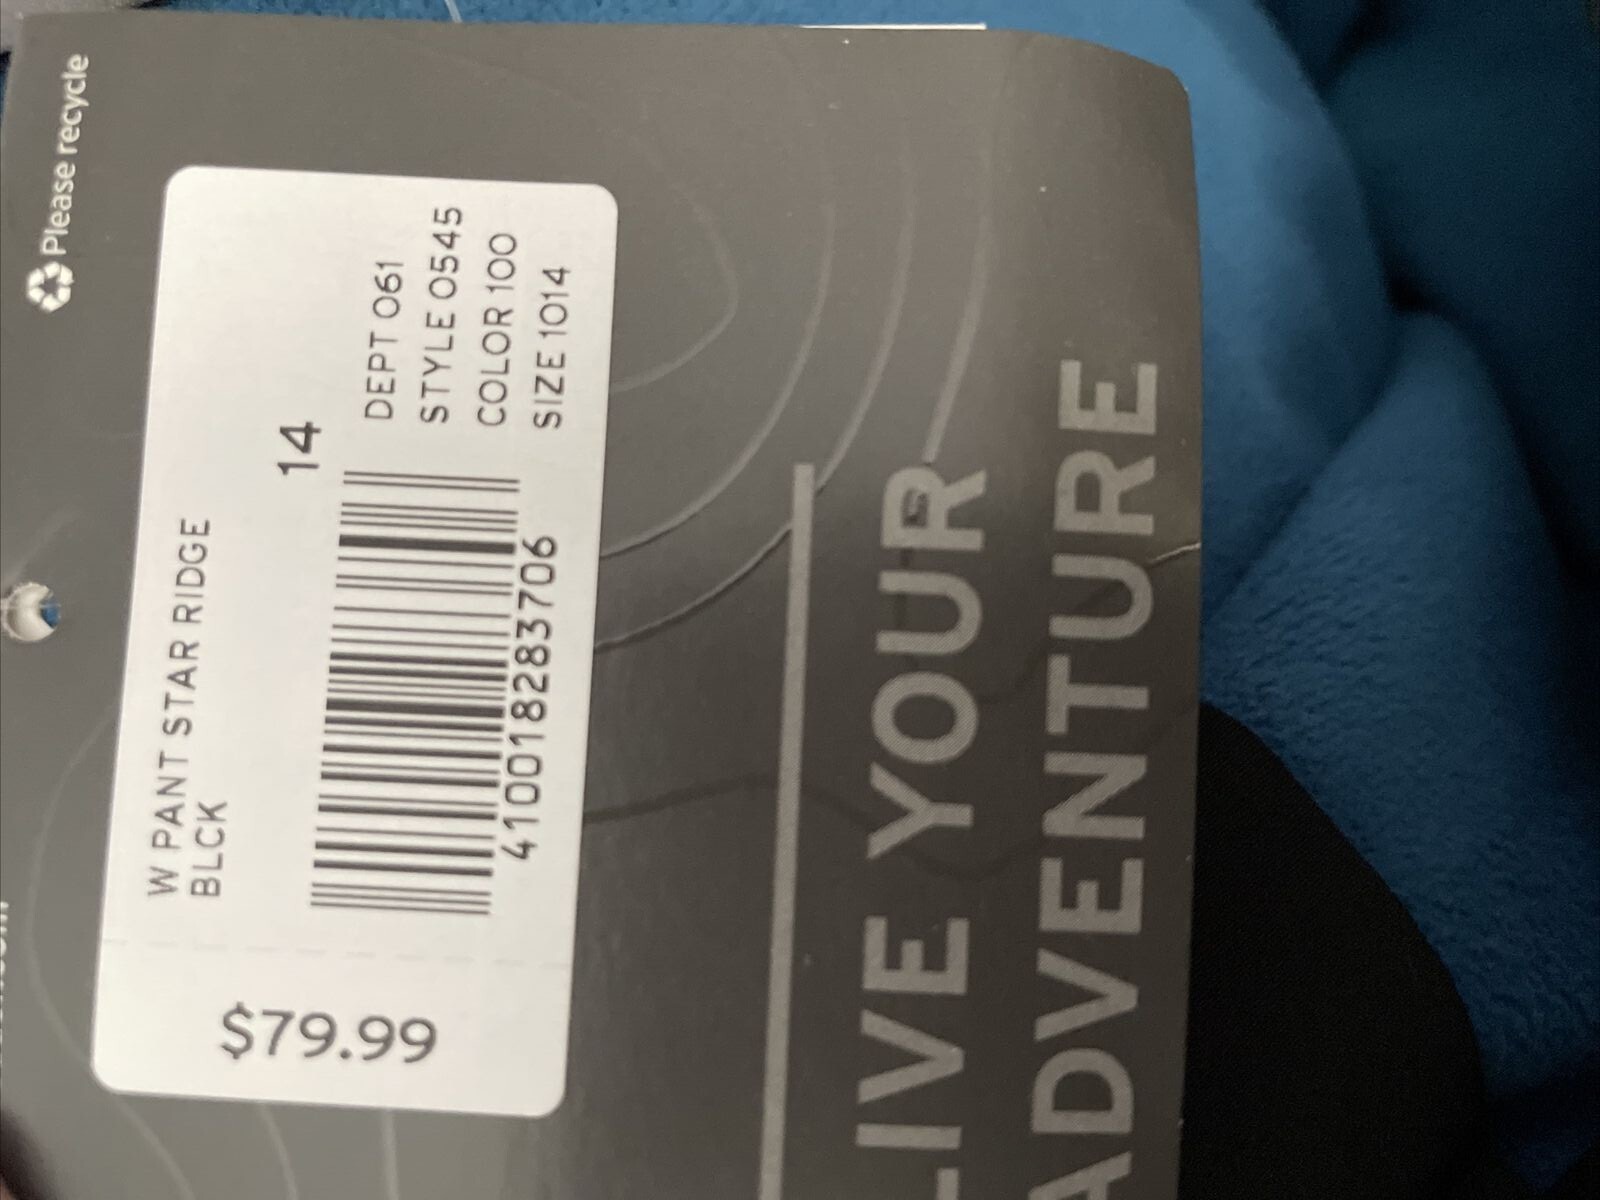 Please recycle
W PANT STAR RIDGE
BLCK
14
DEPT 061
STYLE 0545
COLOR 100
SIZE 1014
410018283706
$79.99
LIVE YOUR
ADVENTURE